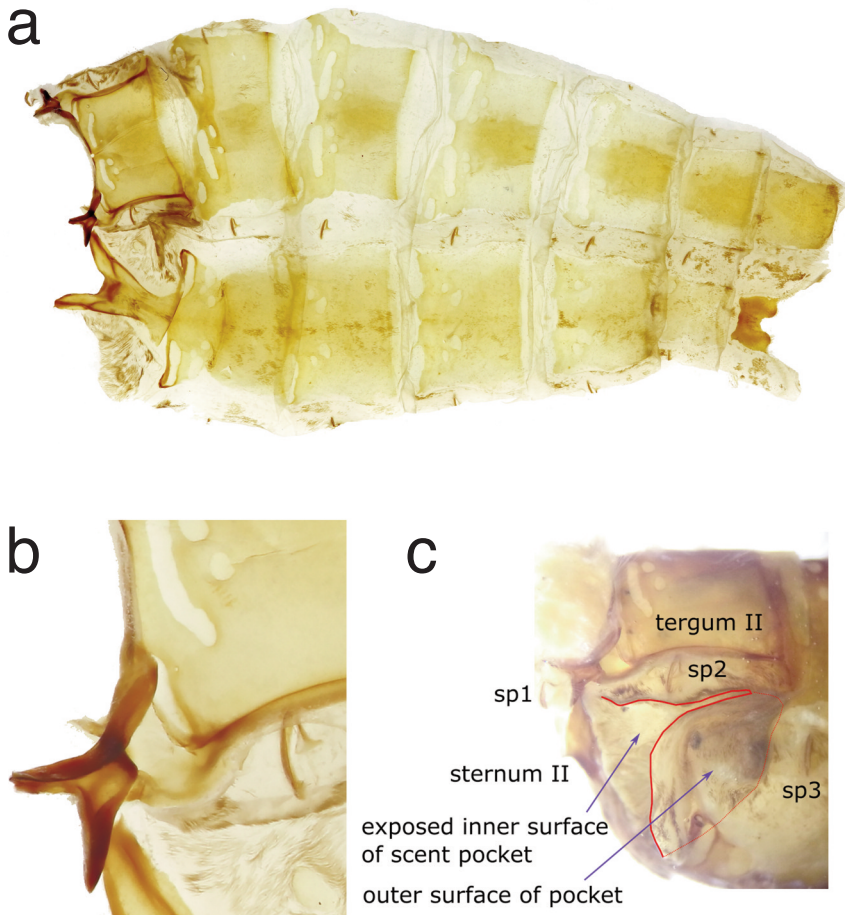 a
b
c
tergum II
sp2
sp1
sternum II
sp3
exposed inner surface
of scent pocket
outer surface of pocket